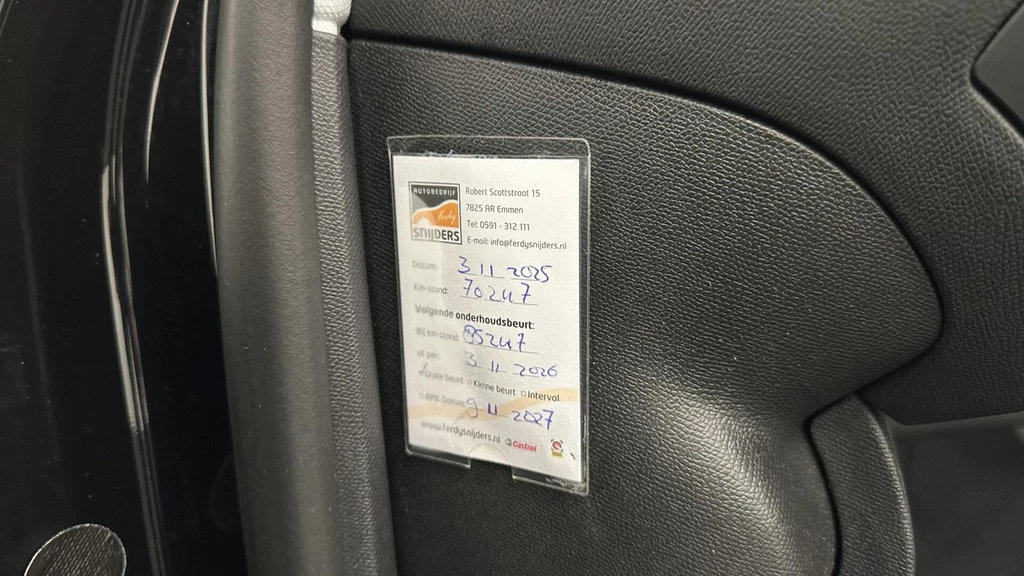 AUTOBEDRIJF
ferdy
SNIJDERS
Robert Scottstraat 15
7825 AR Emmen
Tel: 0591 - 312 111
E-mail: info@ferdysnijders.nl
Datum: 3 11 2025
Km-stand: 70247
Volgende onderhoudsbeurt:
Bij km-stand: 85247
of per: 3 11 2026
Grote beurt Kleine beurt Interval
APK Datum: 9 11 2027
www.ferdysnijders.nl Castrol